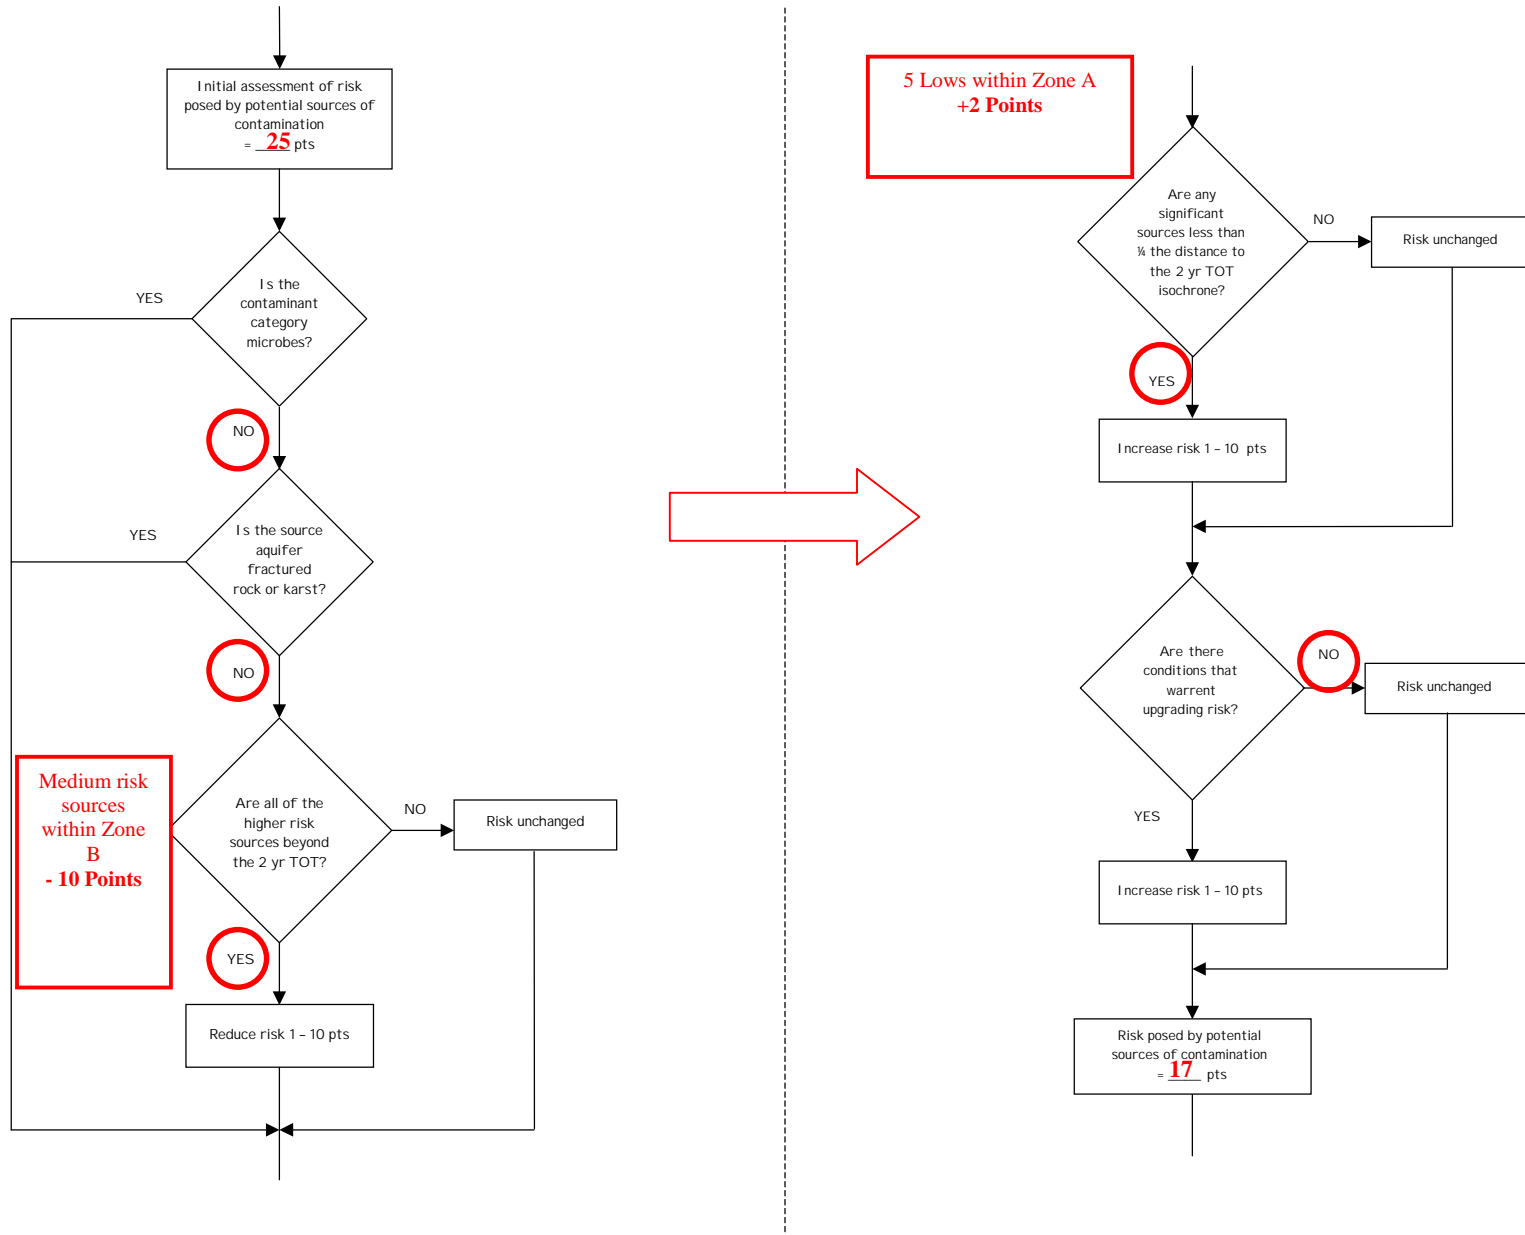 Initial assessment of risk
posed by potential sources of
contamination
= 25 pts
YES
Is the
contaminant
category
microbes?
NO
YES
Is the source
aquifer
fractured
rock or karst?
NO
Medium risk
sources
within Zone
B
- 10 Points
Are all of the
higher risk
sources beyond
the 2 yr TOT?
NO
Risk unchanged
YES
Reduce risk 1 – 10 pts
5 Lows within Zone A
+2 Points
Are any
significant
sources less than
¼ the distance to
the 2 yr TOT
isochrone?
NO
Risk unchanged
YES
Increase risk 1 – 10 pts
Are there
conditions that
warrent
upgrading risk?
NO
Risk unchanged
YES
Increase risk 1 – 10 pts
Risk posed by potential
sources of contamination
= 17 pts